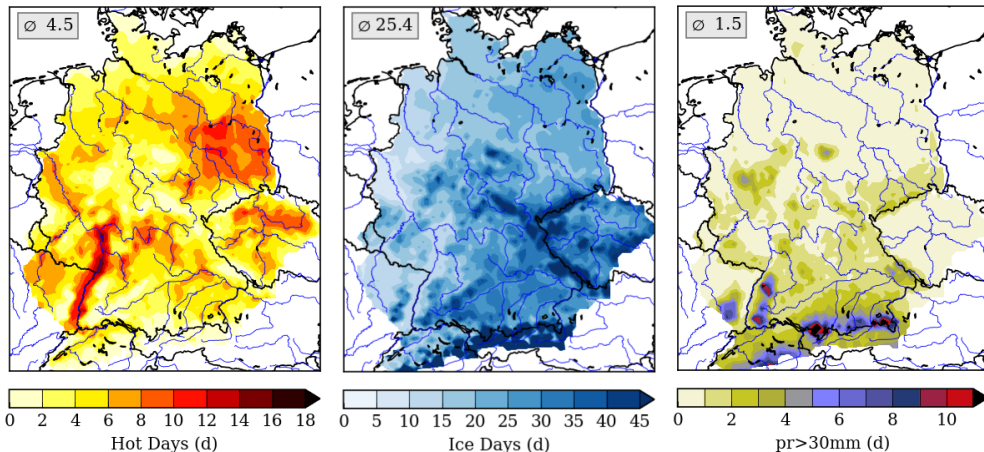 ∅ 4.5
∅ 25.4
∅ 1.5
0 2 4 6 8 10 12 14 16 18
Hot Days (d)
0 5 10 15 20 25 30 35 40 45
Ice Days (d)
0 2 4 6 8 10
pr>30mm (d)